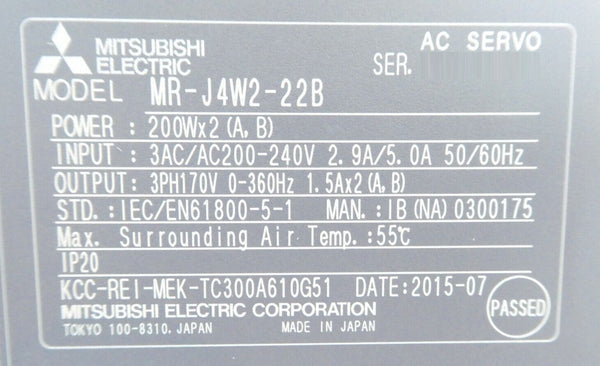 AC SERVO
MITSUBISHI
ELECTRIC
SER.
MODEL MR-J4W2-22B
POWER : 200Wx2 (A, B)
INPUT : 3AC/AC200-240V 2.9A/5.0A 50/60Hz
OUTPUT : 3PH170V 0-360Hz 1.5Ax2 (A, B)
STD. : IEC/EN61800-5-1 MAN. : IB (NA) 0300175
Max. Surrounding Air Temp. : 55℃
IP20
KCC-REI-MEK-TC300A610G51 DATE : 2015-07
MITSUBISHI ELECTRIC CORPORATION
TOKYO 100-8310, JAPAN MADE IN JAPAN
PASSED